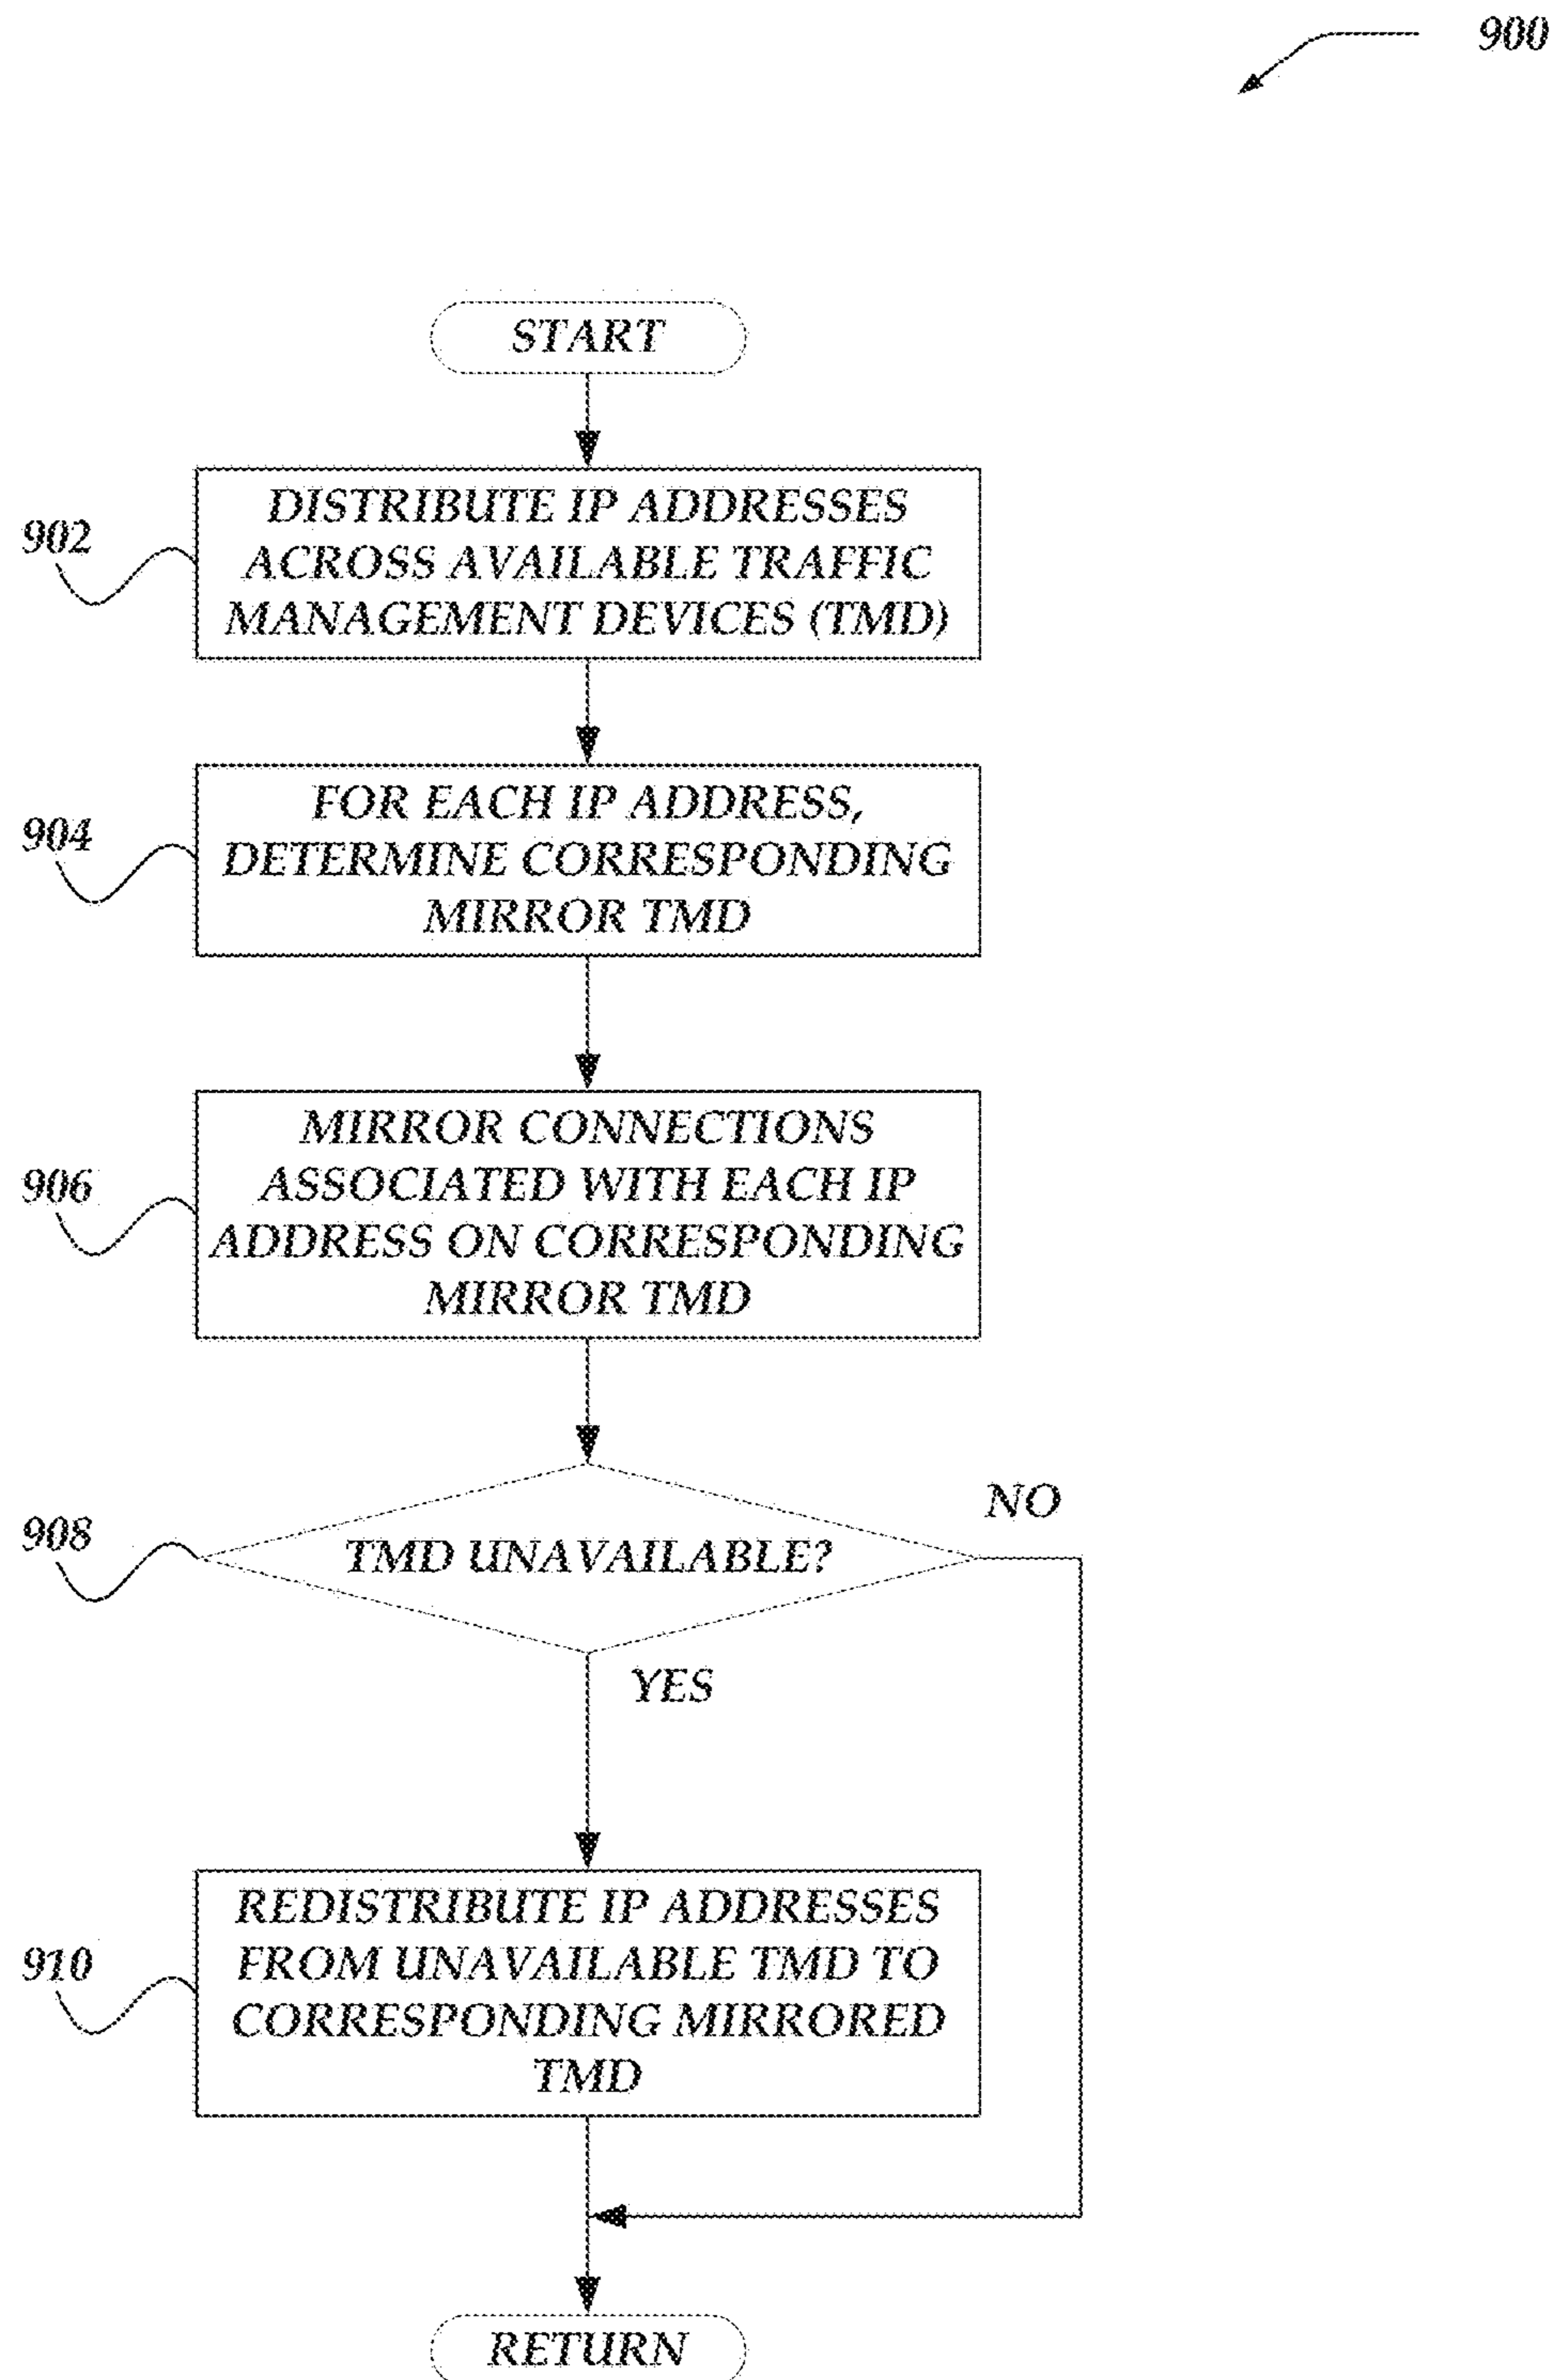 900
START
902
DISTRIBUTE IP ADDRESSES
ACROSS AVAILABLE TRAFFIC
MANAGEMENT DEVICES (TMD)
904
FOR EACH IP ADDRESS,
DETERMINE CORRESPONDING
MIRROR TMD
906
MIRROR CONNECTIONS
ASSOCIATED WITH EACH IP
ADDRESS ON CORRESPONDING
MIRROR TMD
908
TMD UNAVAILABLE?
NO
YES
910
REDISTRIBUTE IP ADDRESSES
FROM UNAVAILABLE TMD TO
CORRESPONDING MIRRORED
TMD
RETURN